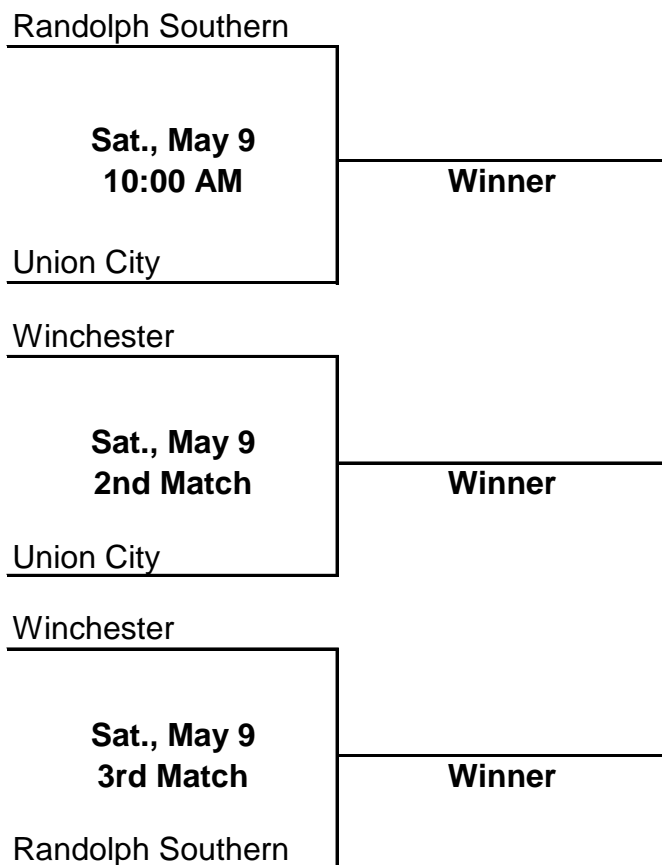 Randolph Southern
Sat., May 9
10:00 AM
Winner
Union City
Winchester
Sat., May 9
2nd Match
Winner
Union City
Winchester
Sat., May 9
3rd Match
Winner
Randolph Southern